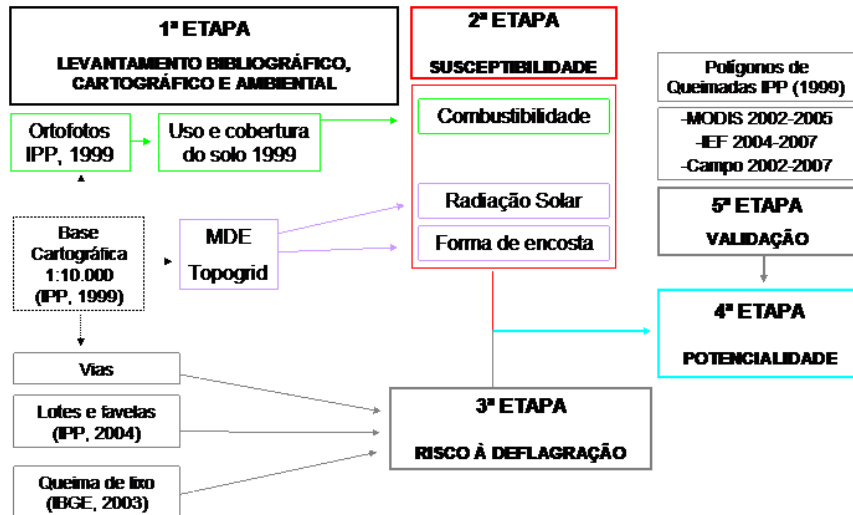 1ª ETAPA
LEVANTAMENTO BIBLIOGRÁFICO,
CARTOGRÁFICO E AMBIENTAL
2ª ETAPA
SUSCEPTIBILIDADE
Ortofotos
IPP, 1999
Uso e cobertura
do solo 1999
Combustibilidade
Polígonos de
Queimadas IPP (1999)
-MODIS 2002-2005
-IEF 2004-2007
-Campo 2002-2007
Base
Cartográfica
1:10.000
(IPP, 1999)
MDE
Topogrid
Radiação Solar
Forma de encosta
5ª ETAPA
VALIDAÇÃO
4ª ETAPA
POTENCIALIDADE
Vias
Lotes e favelas
(IPP, 2004)
Queima de lixo
(IBGE, 2003)
3ª ETAPA
RISCO À DEFLAGRAÇÃO